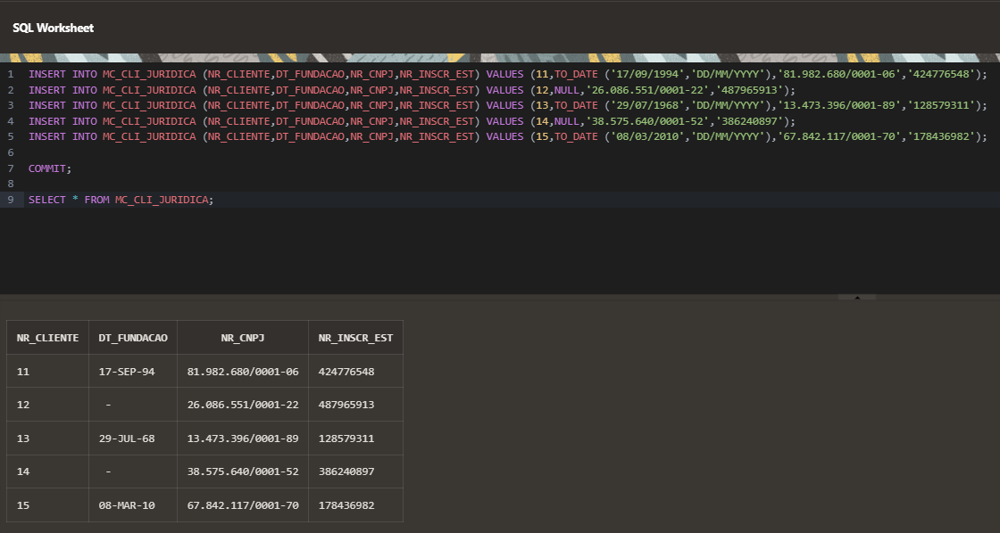 SQL Worksheet
1 INSERT INTO MC_CLI_JURIDICA (NR_CLIENTE,DT_FUNDACAO,NR_CNPJ,NR_INSCR_EST) VALUES (11,TO_DATE ('17/09/1994','DD/MM/YYYY'),'81.982.680/0001-06','424776548');
2 INSERT INTO MC_CLI_JURIDICA (NR_CLIENTE,DT_FUNDACAO,NR_CNPJ,NR_INSCR_EST) VALUES (12,NULL,'26.086.551/0001-22','487965913');
3 INSERT INTO MC_CLI_JURIDICA (NR_CLIENTE,DT_FUNDACAO,NR_CNPJ,NR_INSCR_EST) VALUES (13,TO_DATE ('29/07/1968','DD/MM/YYYY'),'13.473.396/0001-89','128579311');
4 INSERT INTO MC_CLI_JURIDICA (NR_CLIENTE,DT_FUNDACAO,NR_CNPJ,NR_INSCR_EST) VALUES (14,NULL,'38.575.640/0001-52','386240897');
5 INSERT INTO MC_CLI_JURIDICA (NR_CLIENTE,DT_FUNDACAO,NR_CNPJ,NR_INSCR_EST) VALUES (15,TO_DATE ('08/03/2010','DD/MM/YYYY'),'67.842.117/0001-70','178436982');
6
7 COMMIT;
8
9 SELECT * FROM MC_CLI_JURIDICA;
NR_CLIENTE DT_FUNDACAO NR_CNPJ NR_INSCR_EST
11 17-SEP-94 81.982.680/0001-06 424776548
12 - 26.086.551/0001-22 487965913
13 29-JUL-68 13.473.396/0001-89 128579311
14 - 38.575.640/0001-52 386240897
15 08-MAR-10 67.842.117/0001-70 178436982